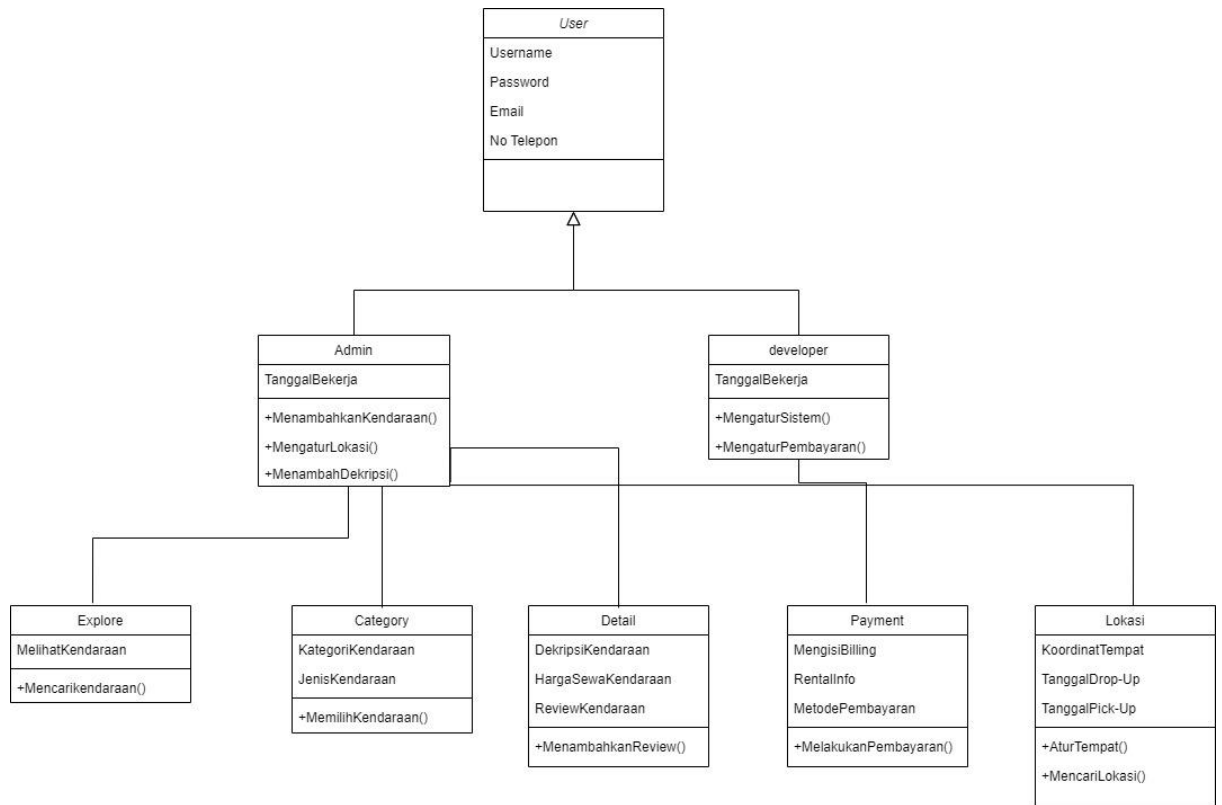 User
Username
Password
Email
No Telepon
Admin
TanggalBekerja
+MenambahkanKendaraan()
+MengaturLokasi()
+MenambahDekripsi()
developer
TanggalBekerja
+MengaturSistem()
+MengaturPembayaran()
Explore
MelihatKendaraan
+Mencarikendaraan()
Category
KategoriKendaraan
JenisKendaraan
+MemilihKendaraan()
Detail
DekripsiKendaraan
HargaSewaKendaraan
ReviewKendaraan
+MenambahkanReview()
Payment
MengisiBilling
RentalInfo
MetodePembayaran
+MelakukanPembayaran()
Lokasi
KoordinatTempat
TanggalDrop-Up
TanggalPick-Up
+AturTempat()
+MencariLokasi()